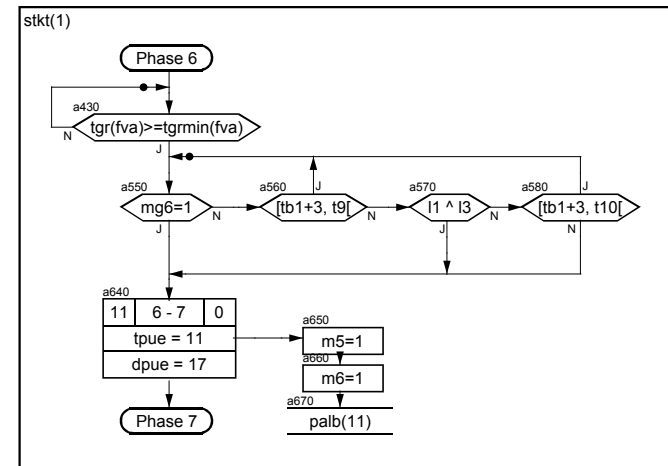 stkt(1)
Phase 6
a430
tgr(fva)>=tgrmin(fva)
N
J
a550
mg6=1
N
J
a560
[tb1+3, t9[
J
N
a570
l1 ^ l3
N
J
a580
[tb1+3, t10[
J
N
a640
11 6 - 7 0
tpue = 11
dpue = 17
a650
m5=1
a660
m6=1
a670
palb(11)
Phase 7